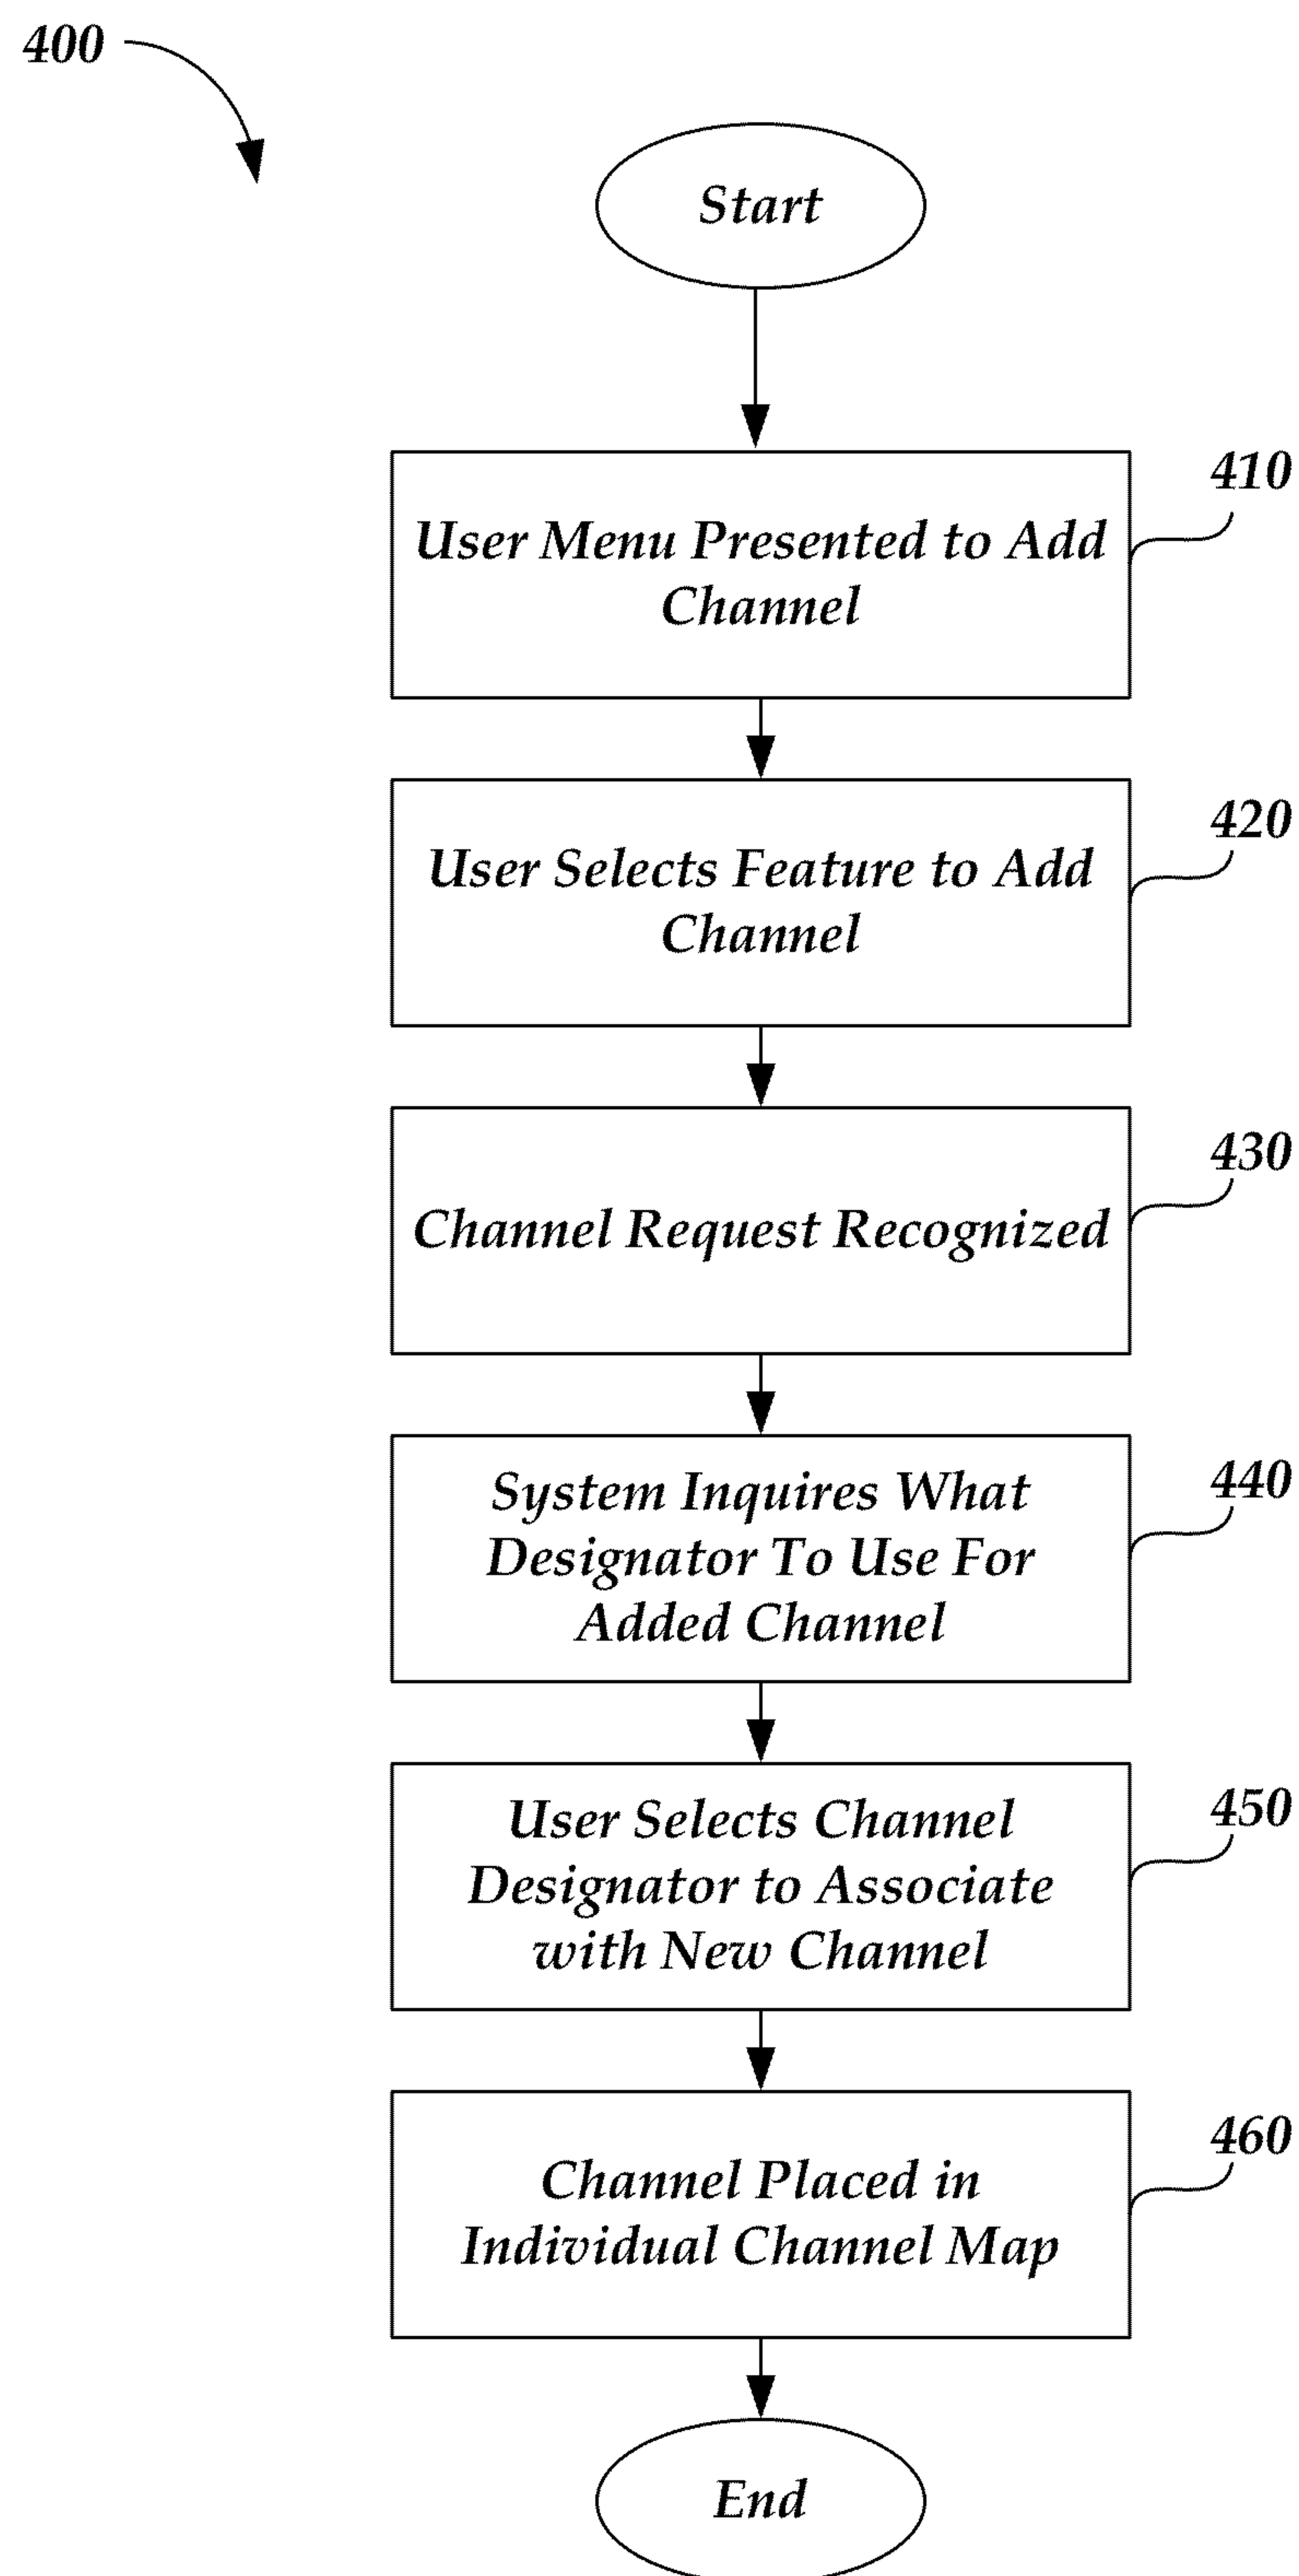 400
Start
410
User Menu Presented to Add
Channel
420
User Selects Feature to Add
Channel
430
Channel Request Recognized
440
System Inquires What
Designator To Use For
Added Channel
450
User Selects Channel
Designator to Associate
with New Channel
460
Channel Placed in
Individual Channel Map
End